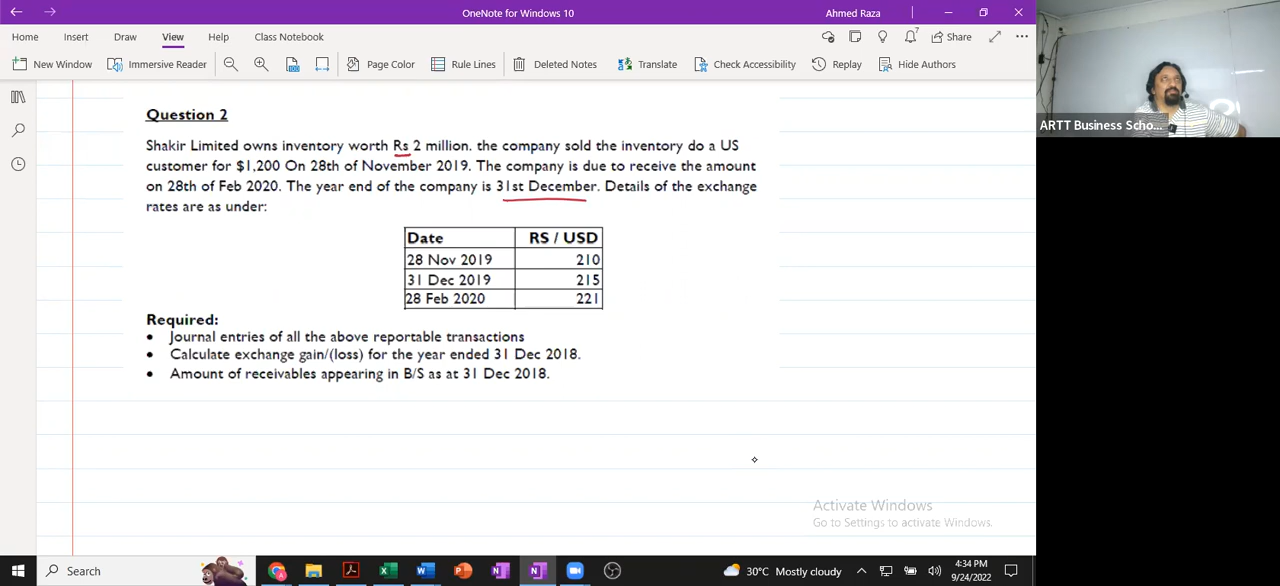 OneNote for Windows 10
Ahmed Raza
Home Insert Draw View Help Class Notebook
7
Share
New Window Immersive Reader Page Color Rule Lines Deleted Notes Translate Check Accessibility Replay Hide Authors
ARTT Business Scho...
Question 2
Shakir Limited owns inventory worth Rs 2 million. the company sold the inventory do a US
customer for $1,200 On 28th of November 2019. The company is due to receive the amount
on 28th of Feb 2020. The year end of the company is 31st December. Details of the exchange
rates are as under:
Date RS / USD
28 Nov 2019 210
31 Dec 2019 215
28 Feb 2020 221
Required:
• Journal entries of all the above reportable transactions
• Calculate exchange gain/(loss) for the year ended 31 Dec 2018.
• Amount of receivables appearing in B/S as at 31 Dec 2018.
Activate Windows
Go to Settings to activate Windows.
Search
30°C Mostly cloudy
4:34 PM
9/24/2022